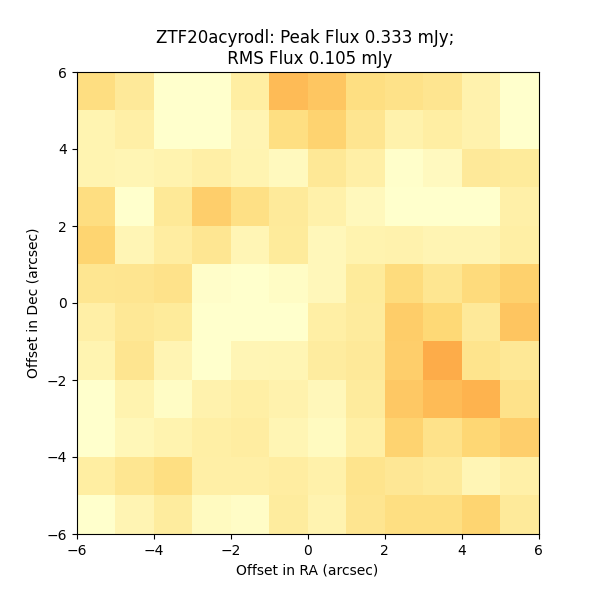 ZTF20acyrodl: Peak Flux 0.333 mJy;
RMS Flux 0.105 mJy
6
4
2
0
−2
−4
−6
Offset in Dec (arcsec)
−6 −4 −2 0 2 4 6
Offset in RA (arcsec)